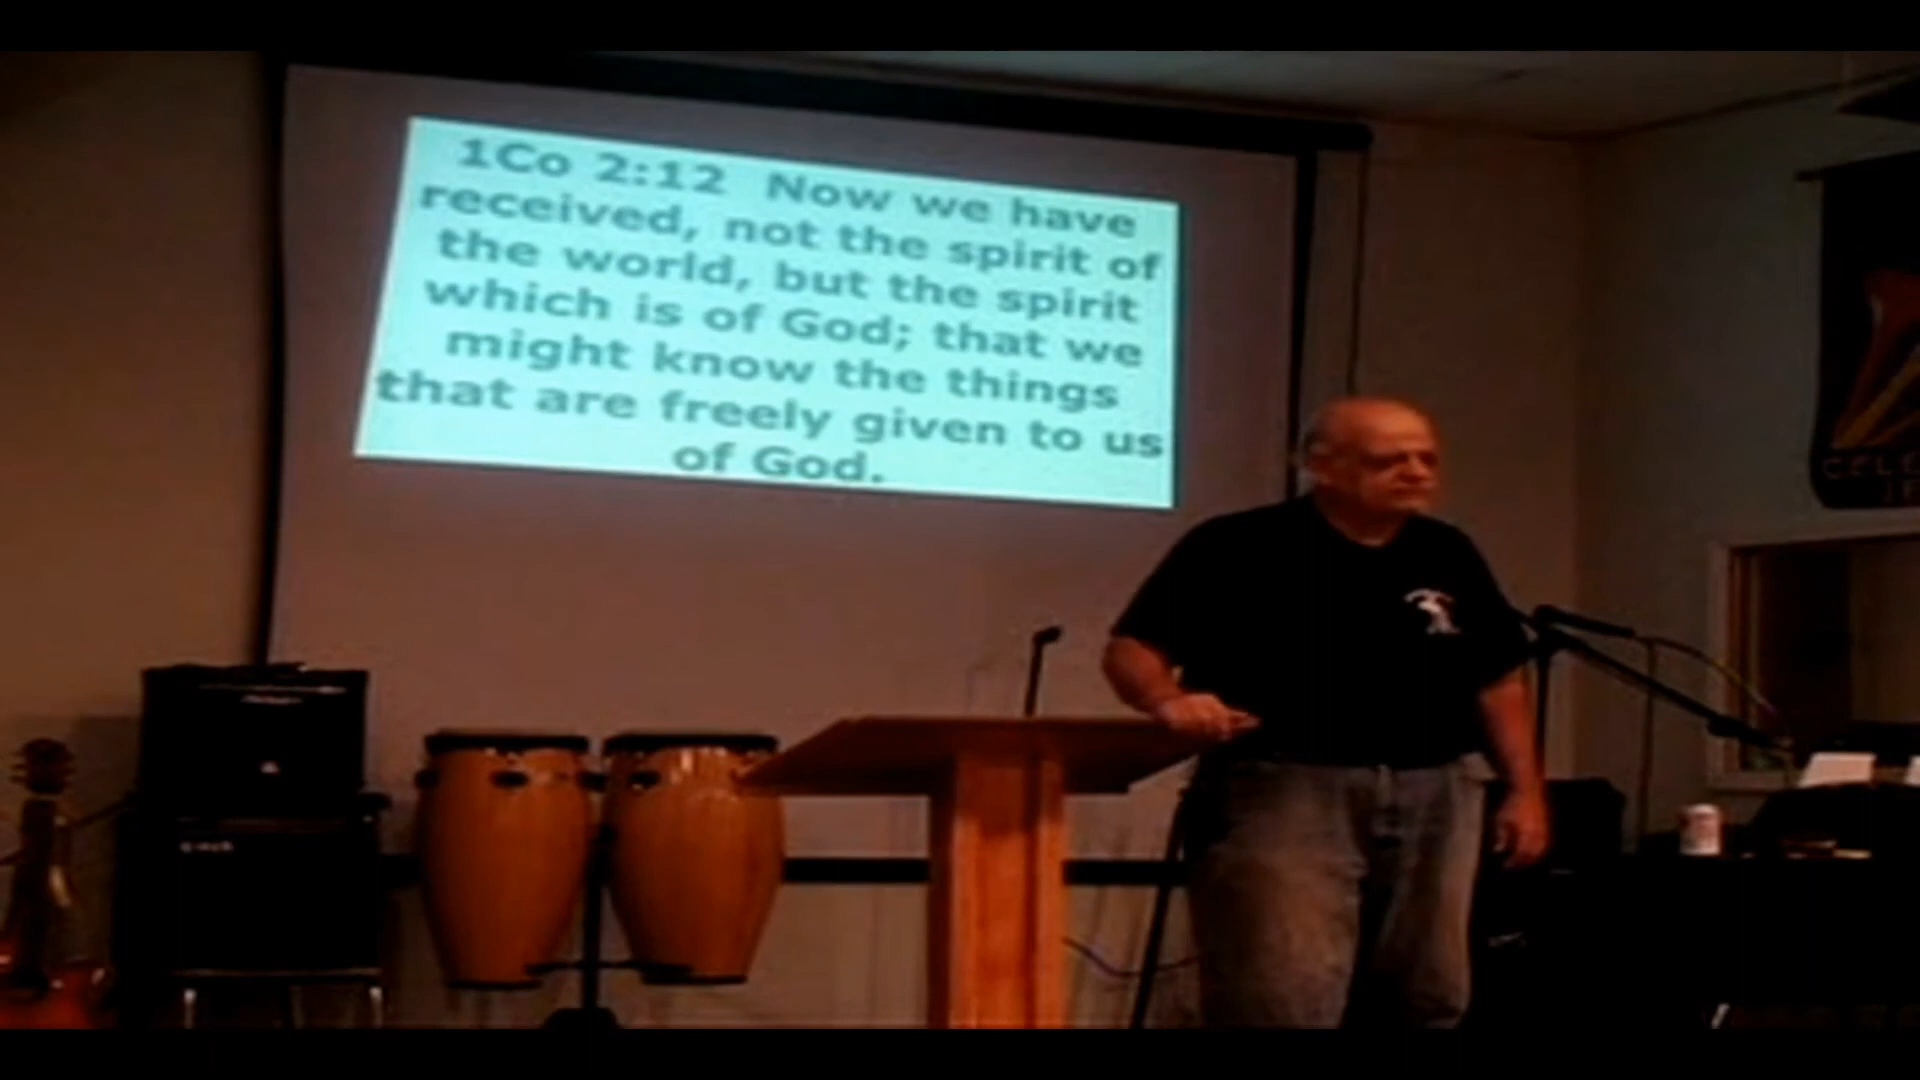 1Co 2:12 Now we have
received, not the spirit of
the world, but the spirit
which is of God; that we
might know the things
that are freely given to us
of God.